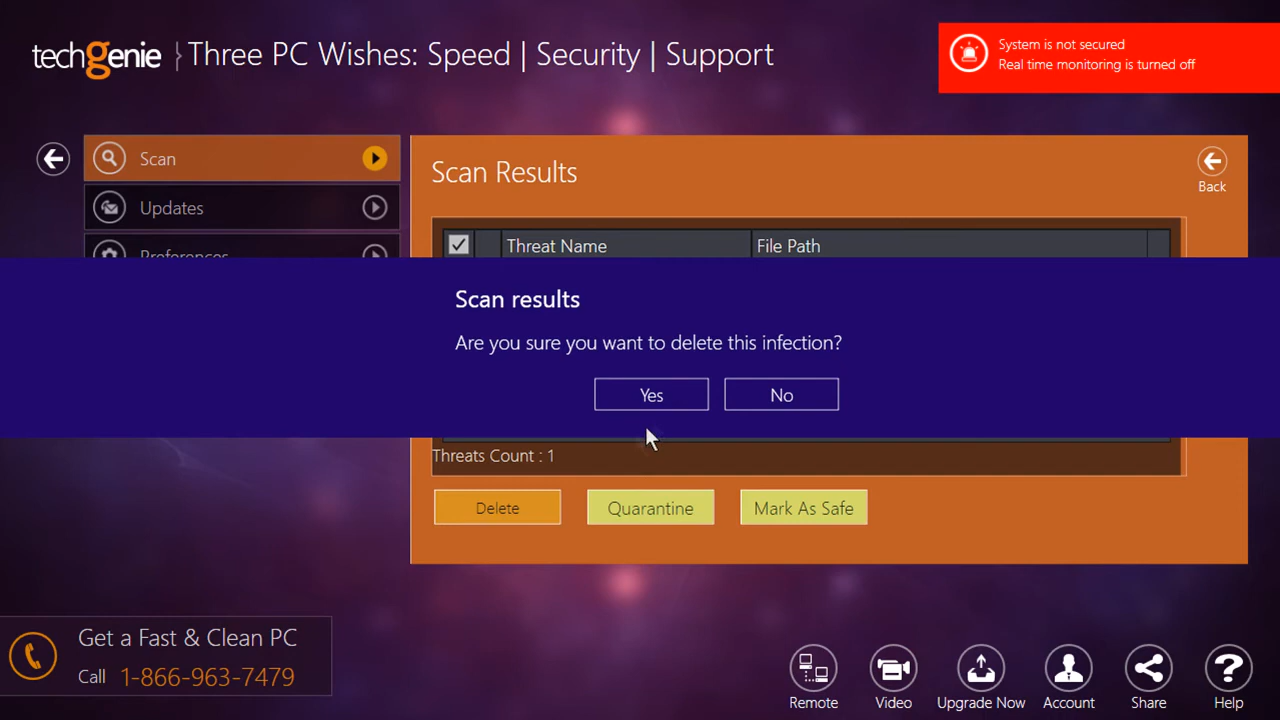 techgenie Three PC Wishes: Speed | Security | Support
System is not secured
Real time monitoring is turned off
Scan
Updates
Preferences
Scan Results
Back
Threat Name File Path
Scan results
Are you sure you want to delete this infection?
Yes No
Threats Count : 1
Delete Quarantine Mark As Safe
Get a Fast & Clean PC
Call 1-866-963-7479
Remote Video Upgrade Now Account Share Help